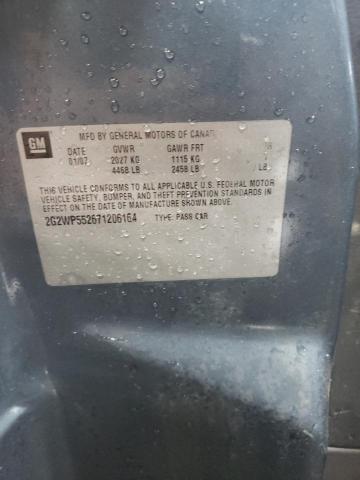 GM
MFD BY GENERAL MOTORS OF CANA
DATE GVWR GAWR FRT
01/07 2027 KG 1115 KG
4468 LB 2458 LB LB
THIS VEHICLE CONFORMS TO ALL APPLICABLE U.S. FEDERAL MOTOR
VEHICLE SAFETY, BUMPER, AND THEFT PREVENTION STANDARDS
IN EFFECT ON THE DATE OF MANUFACTURE SHOWN ABOVE.
2G2WP552671206164 TYPE: PASS CAR